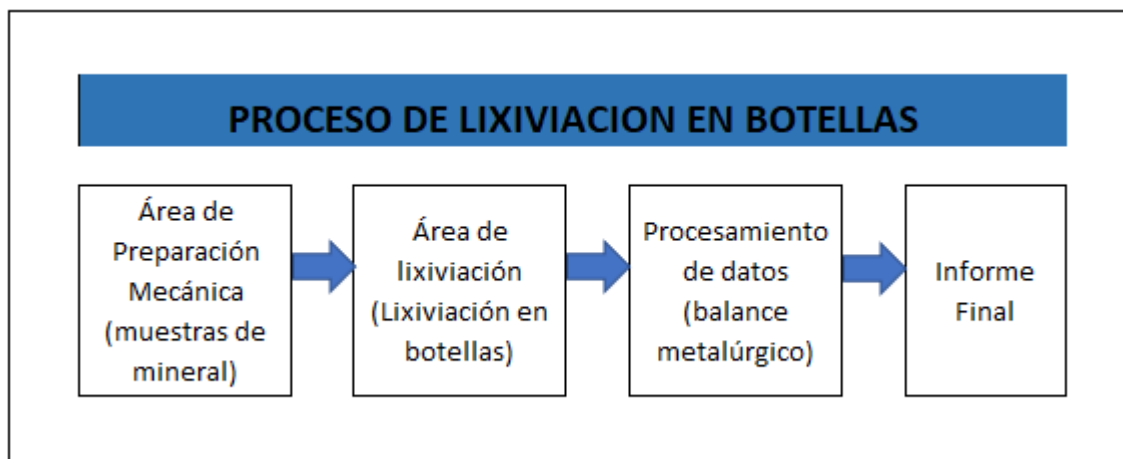 PROCESO DE LIXIVIACION EN BOTELLAS
Área de
Preparación
Mecánica
(muestras de
mineral)
Área de
lixiviación
(Lixiviación en
botellas)
Procesamiento
de datos
(balance
metalúrgico)
Informe
Final